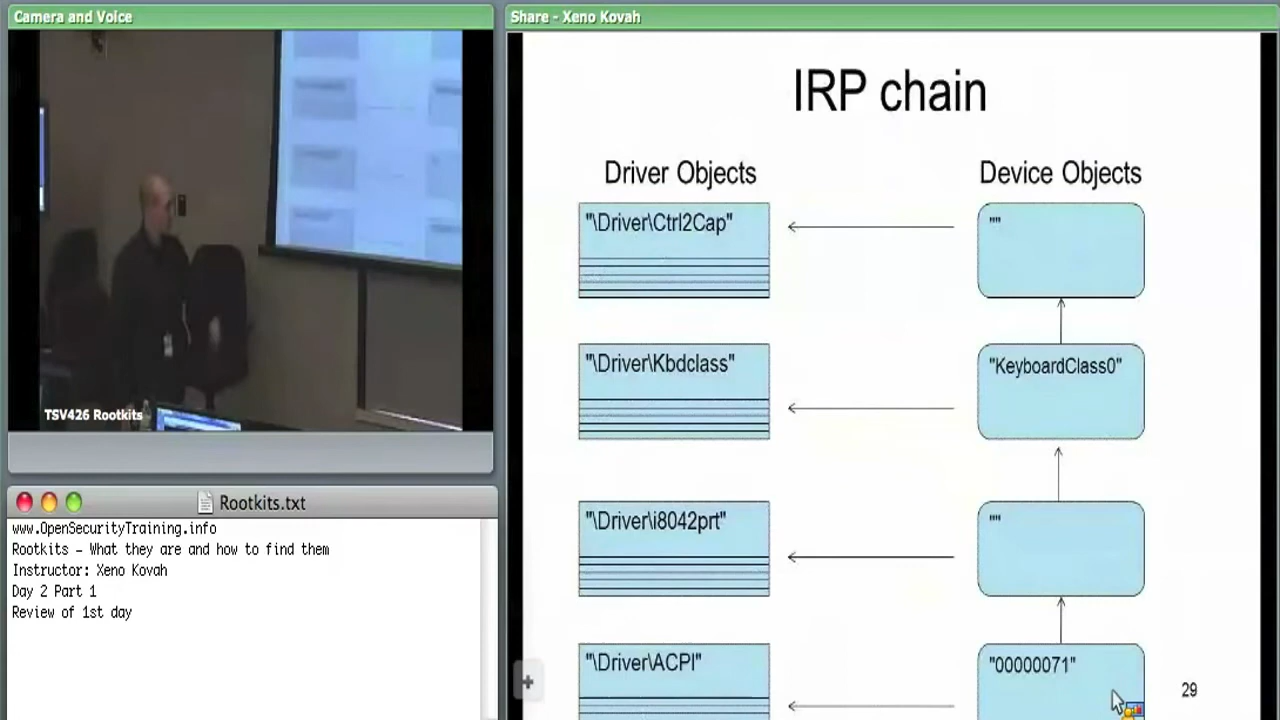 Camera and Voice
TSV426 Rootkits
Rootkits.txt
www.OpenSecurityTraining.info
Rootkits – What they are and how to find them
Instructor: Xeno Kovah
Day 2 Part 1
Review of 1st day
Share - Xeno Kovah
IRP chain
Driver Objects
Device Objects
"\Driver\Ctrl2Cap"
""
"\Driver\Kbdclass"
"KeyboardClass0"
"\Driver\i8042prt"
""
"\Driver\ACPI"
"00000071"
29